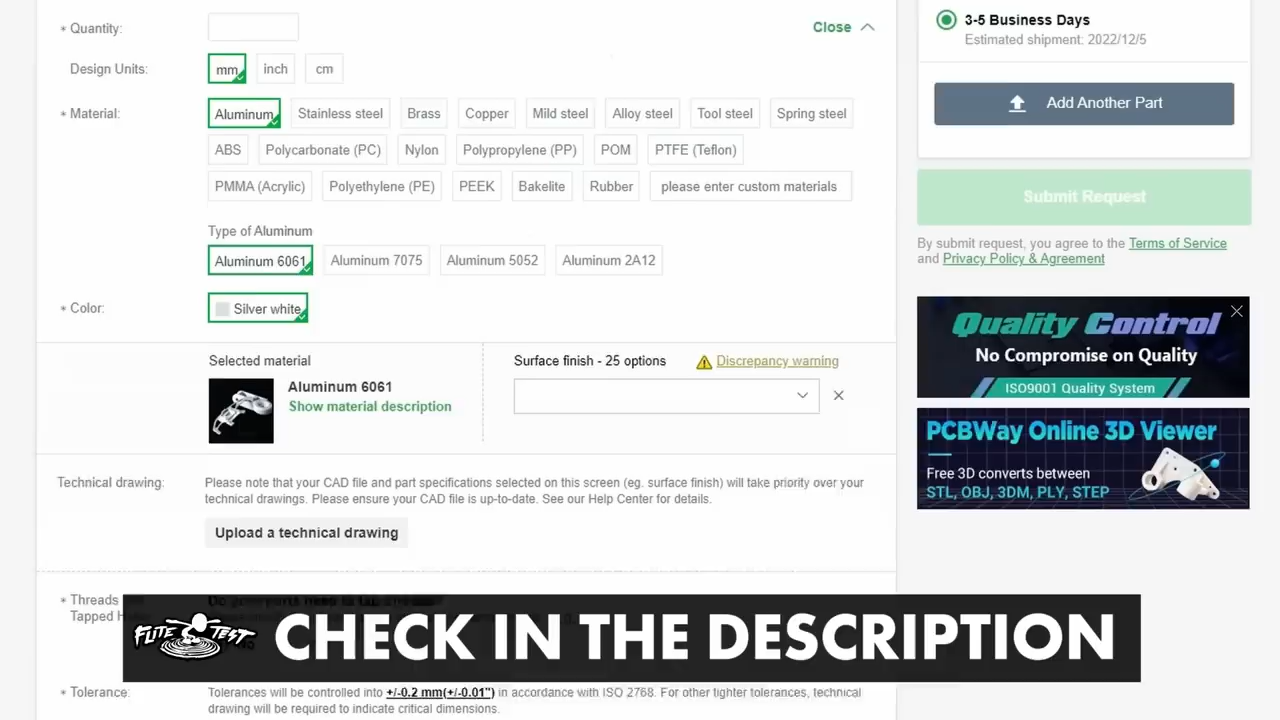 * Quantity:
Close
Design Units:
mm
inch
cm
* Material:
Aluminum
Stainless steel
Brass
Copper
Mild steel
Alloy steel
Tool steel
Spring steel
ABS
Polycarbonate (PC)
Nylon
Polypropylene (PP)
POM
PTFE (Teflon)
PMMA (Acrylic)
Polyethylene (PE)
PEEK
Bakelite
Rubber
please enter custom materials
Type of Aluminum
Aluminum 6061
Aluminum 7075
Aluminum 5052
Aluminum 2A12
* Color:
Silver white
Selected material
Aluminum 6061
Show material description
Surface finish - 25 options
Discrepancy warning
Technical drawing:
Please note that your CAD file and part specifications selected on this screen (eg. surface finish) will take priority over your
technical drawings. Please ensure your CAD file is up-to-date. See our Help Center for details.
Upload a technical drawing
* Threads
Tapped
* Tolerance:
Tolerances will be controlled into +/-0.2 mm(+/-0.01") in accordance with ISO 2768. For other tighter tolerances, technical
drawing will be required to indicate critical dimensions.
3-5 Business Days
Estimated shipment: 2022/12/5
Add Another Part
Submit Request
By submit request, you agree to the Terms of Service
and Privacy Policy & Agreement
Quality Control
No Compromise on Quality
ISO9001 Quality System
PCBWay Online 3D Viewer
Free 3D converts between
STL, OBJ, 3DM, PLY, STEP
FLITE TEST
CHECK IN THE DESCRIPTION